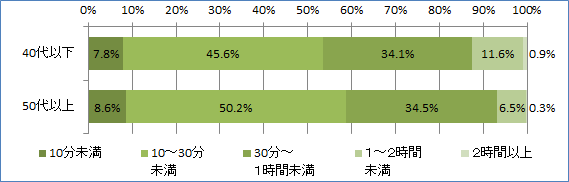 0% 10% 20% 30% 40% 50% 60% 70% 80% 90% 100%
40代以下 7.8% 45.6% 34.1% 11.6% 0.9%
50代以上 8.6% 50.2% 34.5% 6.5% 0.3%
10分未満 10～30分 30分～ 1～2時間 2時間以上
未満 1時間未満 未満